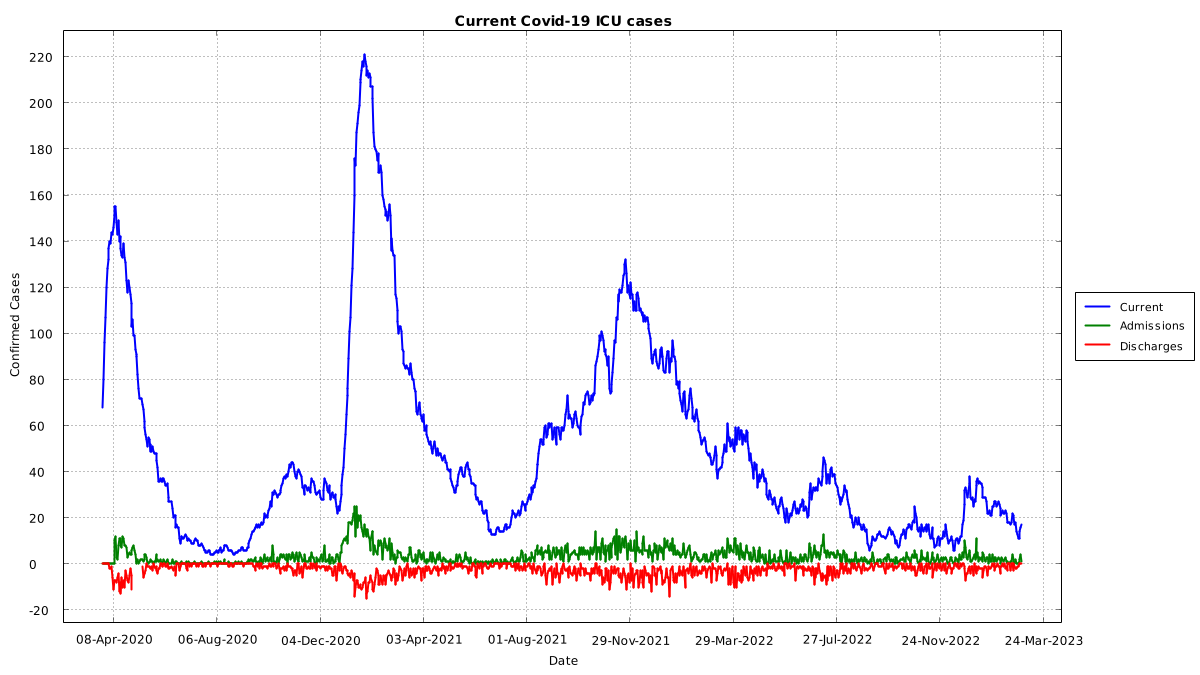 Current Covid-19 ICU cases
220
200
180
160
140
120
100
80
60
40
20
0
-20
Confirmed Cases
08-Apr-2020 06-Aug-2020 04-Dec-2020 03-Apr-2021 01-Aug-2021 29-Nov-2021 29-Mar-2022 27-Jul-2022 24-Nov-2022 24-Mar-2023
Date
Current
Admissions
Discharges